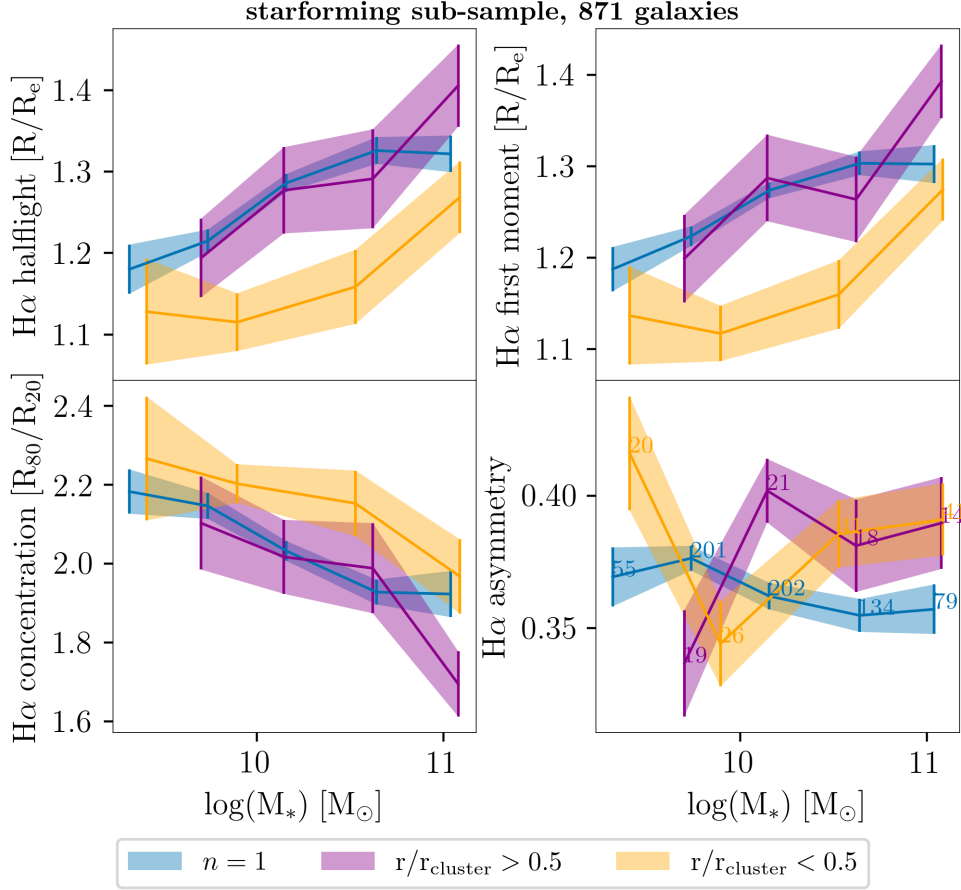 starforming sub-sample, 871 galaxies
Hα halflight [R/Rₑ]
1.4
1.3
1.2
1.1
Hα first moment [R/Rₑ]
1.4
1.3
1.2
1.1
Hα concentration [R₈₀/R₂₀]
2.4
2.2
2.0
1.8
1.6
10
11
log(M∗) [M⊙]
Hα asymmetry
0.40
0.35
20
21
18
55
201
202
134
79
19
26
10
11
log(M∗) [M⊙]
n = 1
r/r_cluster > 0.5
r/r_cluster < 0.5